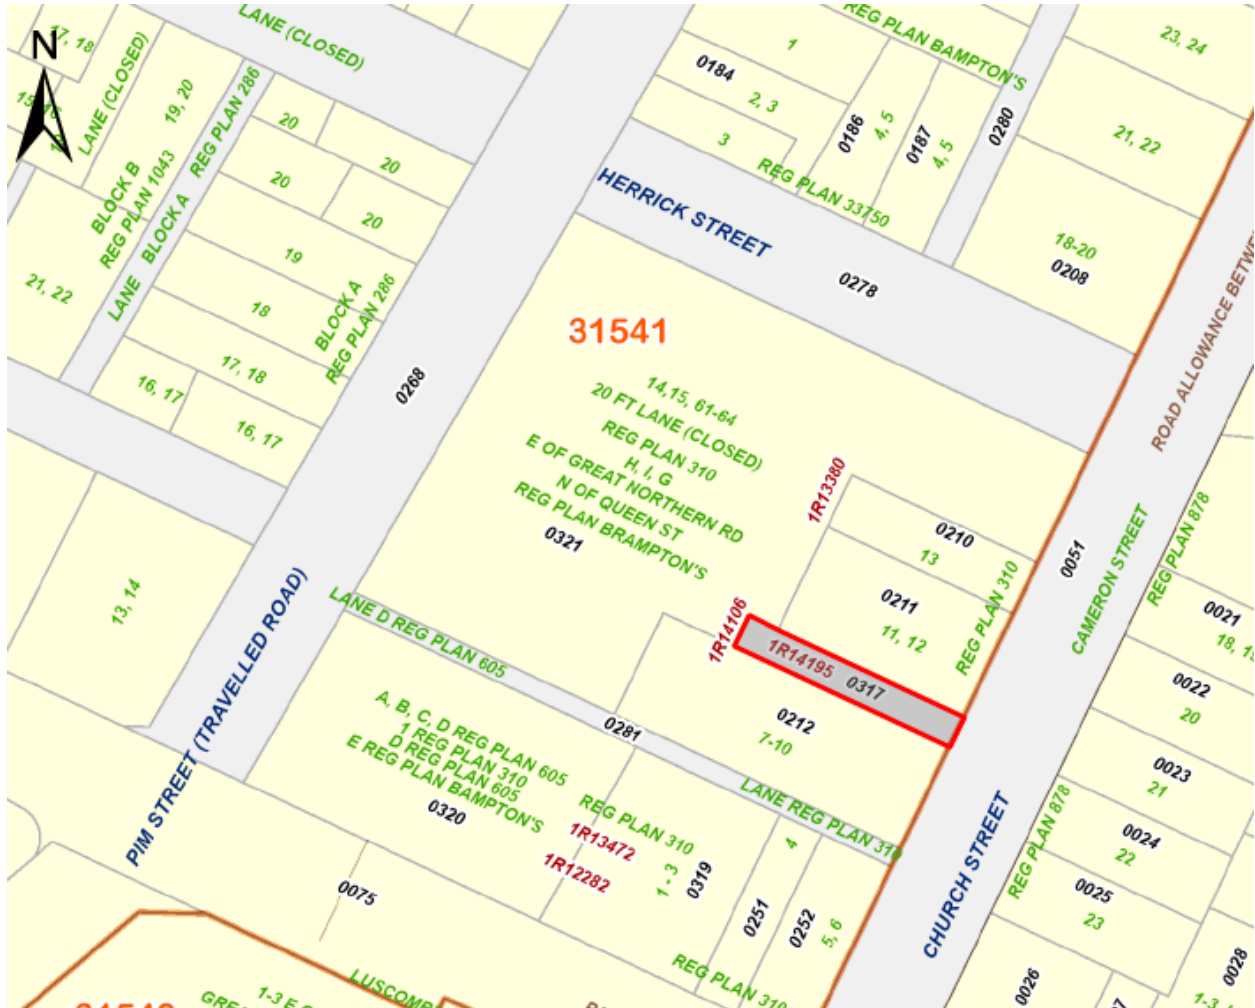 N
17, 18
LANE (CLOSED)
LANE (CLOSED)
19, 20
BLOCK B
REG PLAN 1043
LANE BLOCK A REG PLAN 286
21, 22
20
20
20
20
19
18
17, 18
16, 17
16, 17
BLOCK A
REG PLAN 286
0268
13, 14
PIM STREET (TRAVELLED ROAD)
REG PLAN BAMPTON'S
1
0184
2, 3
3
0186
4, 5
0187
4, 5
0280
REG PLAN 33750
23, 24
21, 22
18-20
0208
HERRICK STREET
0278
31541
14,15, 61-64
20 FT LANE (CLOSED)
REG PLAN 310
H, I, G
E OF GREAT NORTHERN RD
N OF QUEEN ST
REG PLAN BRAMPTON'S
0321
1R13380
0210
13
0211
11, 12
REG PLAN 310
1R14106
1R14195 0317
0212
7-10
LANE D REG PLAN 605
0281
LANE REG PLAN 310
A, B, C, D REG PLAN 605
1 REG PLAN 310
D REG PLAN 605
E REG PLAN BAMPTON'S
0320
REG PLAN 310
1R13472
1R12282
1 - 3
0319
4
0251
0252
5, 6
REG PLAN 310
0075
ROAD ALLOWANCE
0051
CAMERON STREET
CHURCH STREET
REG PLAN 878
REG PLAN 878
0021
18,
0022
20
0023
21
0024
22
0025
23
0026
0028
1-3 E